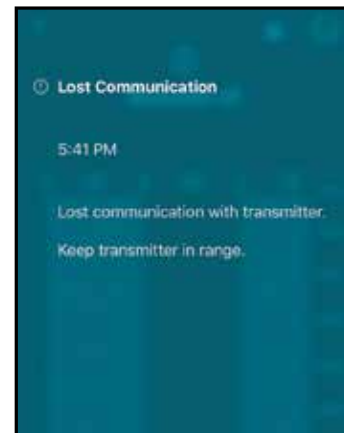 Lost Communication
5:41 PM
Lost communication with transmitter.
Keep transmitter in range.